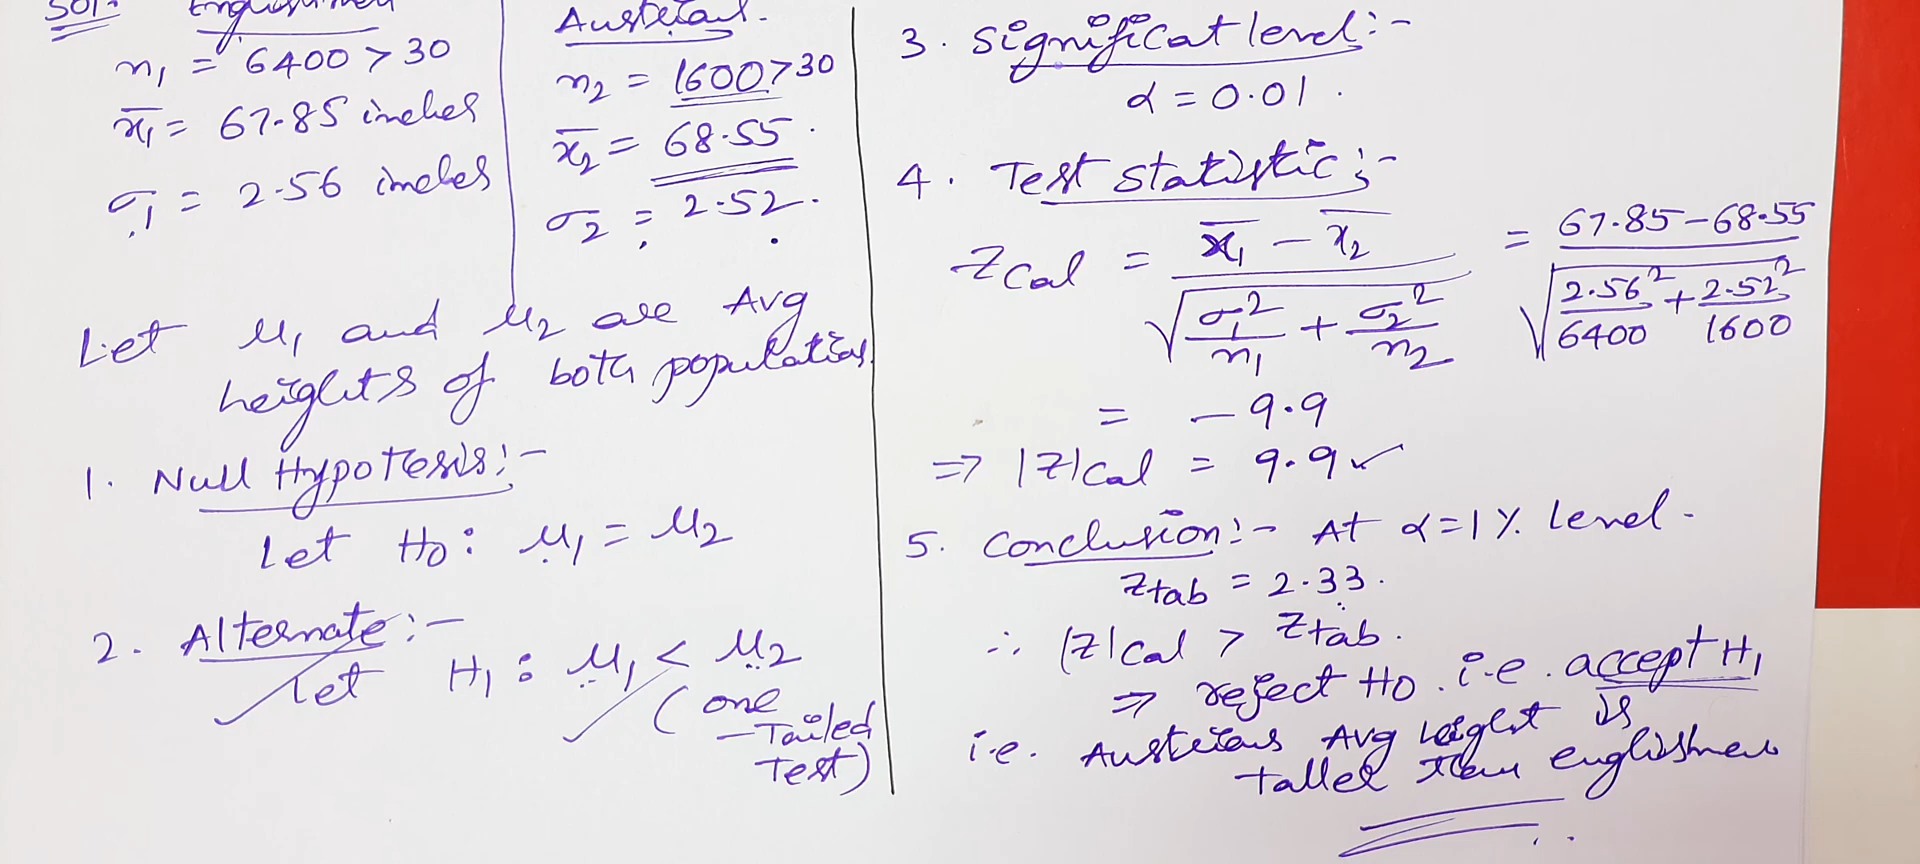 Sol:
Englishmen
n₁ = 6400 > 30
x̄₁ = 67.85 inches
σ₁ = 2.56 inches
Austrians.
n₂ = 1600 > 30
x̄₂ = 68.55.
σ₂ = 2.52.
Let μ₁ and μ₂ are Avg
heights of both populations.
1. Null Hypothesis:-
Let H₀: μ₁ = μ₂
2. Alternate:-
Let H₁: μ₁ < μ₂
(one
-Tailed
Test)
3. significat level:-
α = 0.01.
4. Test statistic:-
Zcal = (x̄₁ - x̄₂) / √(σ₁²/n₁ + σ₂²/n₂) = (67.85 - 68.55) / √(2.56²/6400 + 2.52²/1600)
= -9.9
⇒ |Z|cal = 9.9 ✓
5. Conclusion:- At α = 1% level.
Ztab = 2.33.
∴ |Z|cal > Ztab.
⇒ reject H₀. i.e. accept H₁
i.e. Austrians Avg height is
taller than englishmen